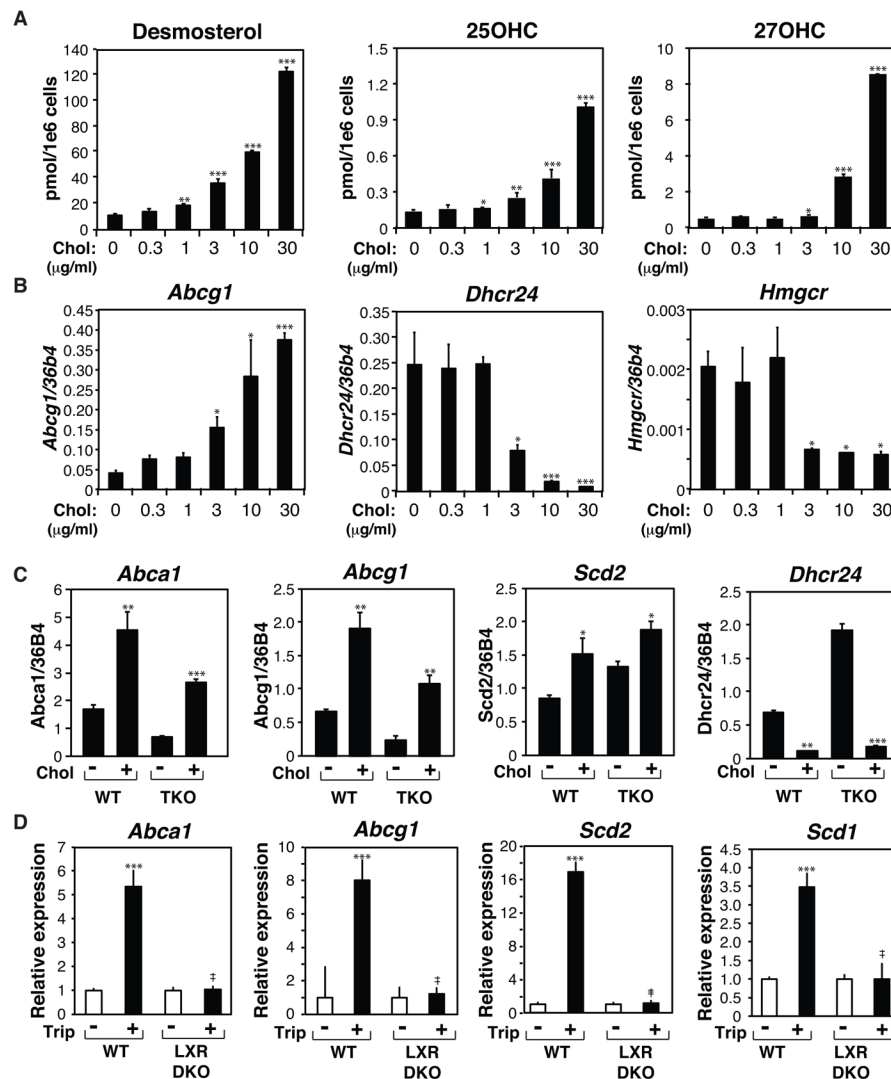 A
Desmosterol 25OHC 27OHC
pmol/1e6 cells
140
120
100
80
60
40
20
0
** *** *** ***
Chol: 0 0.3 1 3 10 30
(µg/ml)
pmol/1e6 cells
1.5
1.2
0.9
0.6
0.3
0
* ** *** ***
Chol: 0 0.3 1 3 10 30
(µg/ml)
pmol/1e6 cells
10
8
6
4
2
0
* *** ***
Chol: 0 0.3 1 3 10 30
(µg/ml)
B
Abcg1 Dhcr24 Hmgcr
Abcg1/36b4
0.45
0.40
0.35
0.30
0.25
0.20
0.15
0.10
0.05
0
* * ***
Chol: 0 0.3 1 3 10 30
(µg/ml)
Dhcr24/36b4
0.35
0.30
0.25
0.20
0.15
0.10
0.05
0
* *** ***
Chol: 0 0.3 1 3 10 30
(µg/ml)
Hmgcr/36b4
0.003
0.002
0.001
0
* * *
Chol: 0 0.3 1 3 10 30
(µg/ml)
C
Abca1 Abcg1 Scd2 Dhcr24
Abca1/36B4
6
5
4
3
2
1
0
** ***
Chol - + - +
WT TKO
Abcg1/36B4
2.5
2.0
1.5
1.0
0.5
0
** **
Chol - + - +
WT TKO
Scd2/36B4
2.5
2.0
1.5
1.0
0.5
0
* *
Chol - + - +
WT TKO
Dhcr24/36B4
2.5
2.0
1.5
1.0
0.5
0
** ***
Chol - + - +
WT TKO
D
Abca1 Abcg1 Scd2 Scd1
Relative expression
7
6
5
4
3
2
1
0
*** ‡
Trip - + - +
WT LXR
DKO
Relative expression
10
8
6
4
2
0
*** ‡
Trip - + - +
WT LXR
DKO
Relative expression
20
16
12
8
4
2
0
*** ‡
Trip - + - +
WT LXR
DKO
Relative expression
4.5
4.0
3.5
3.0
2.5
2.0
1.5
1.0
0.5
0
*** ‡
Trip - + - +
WT LXR
DKO